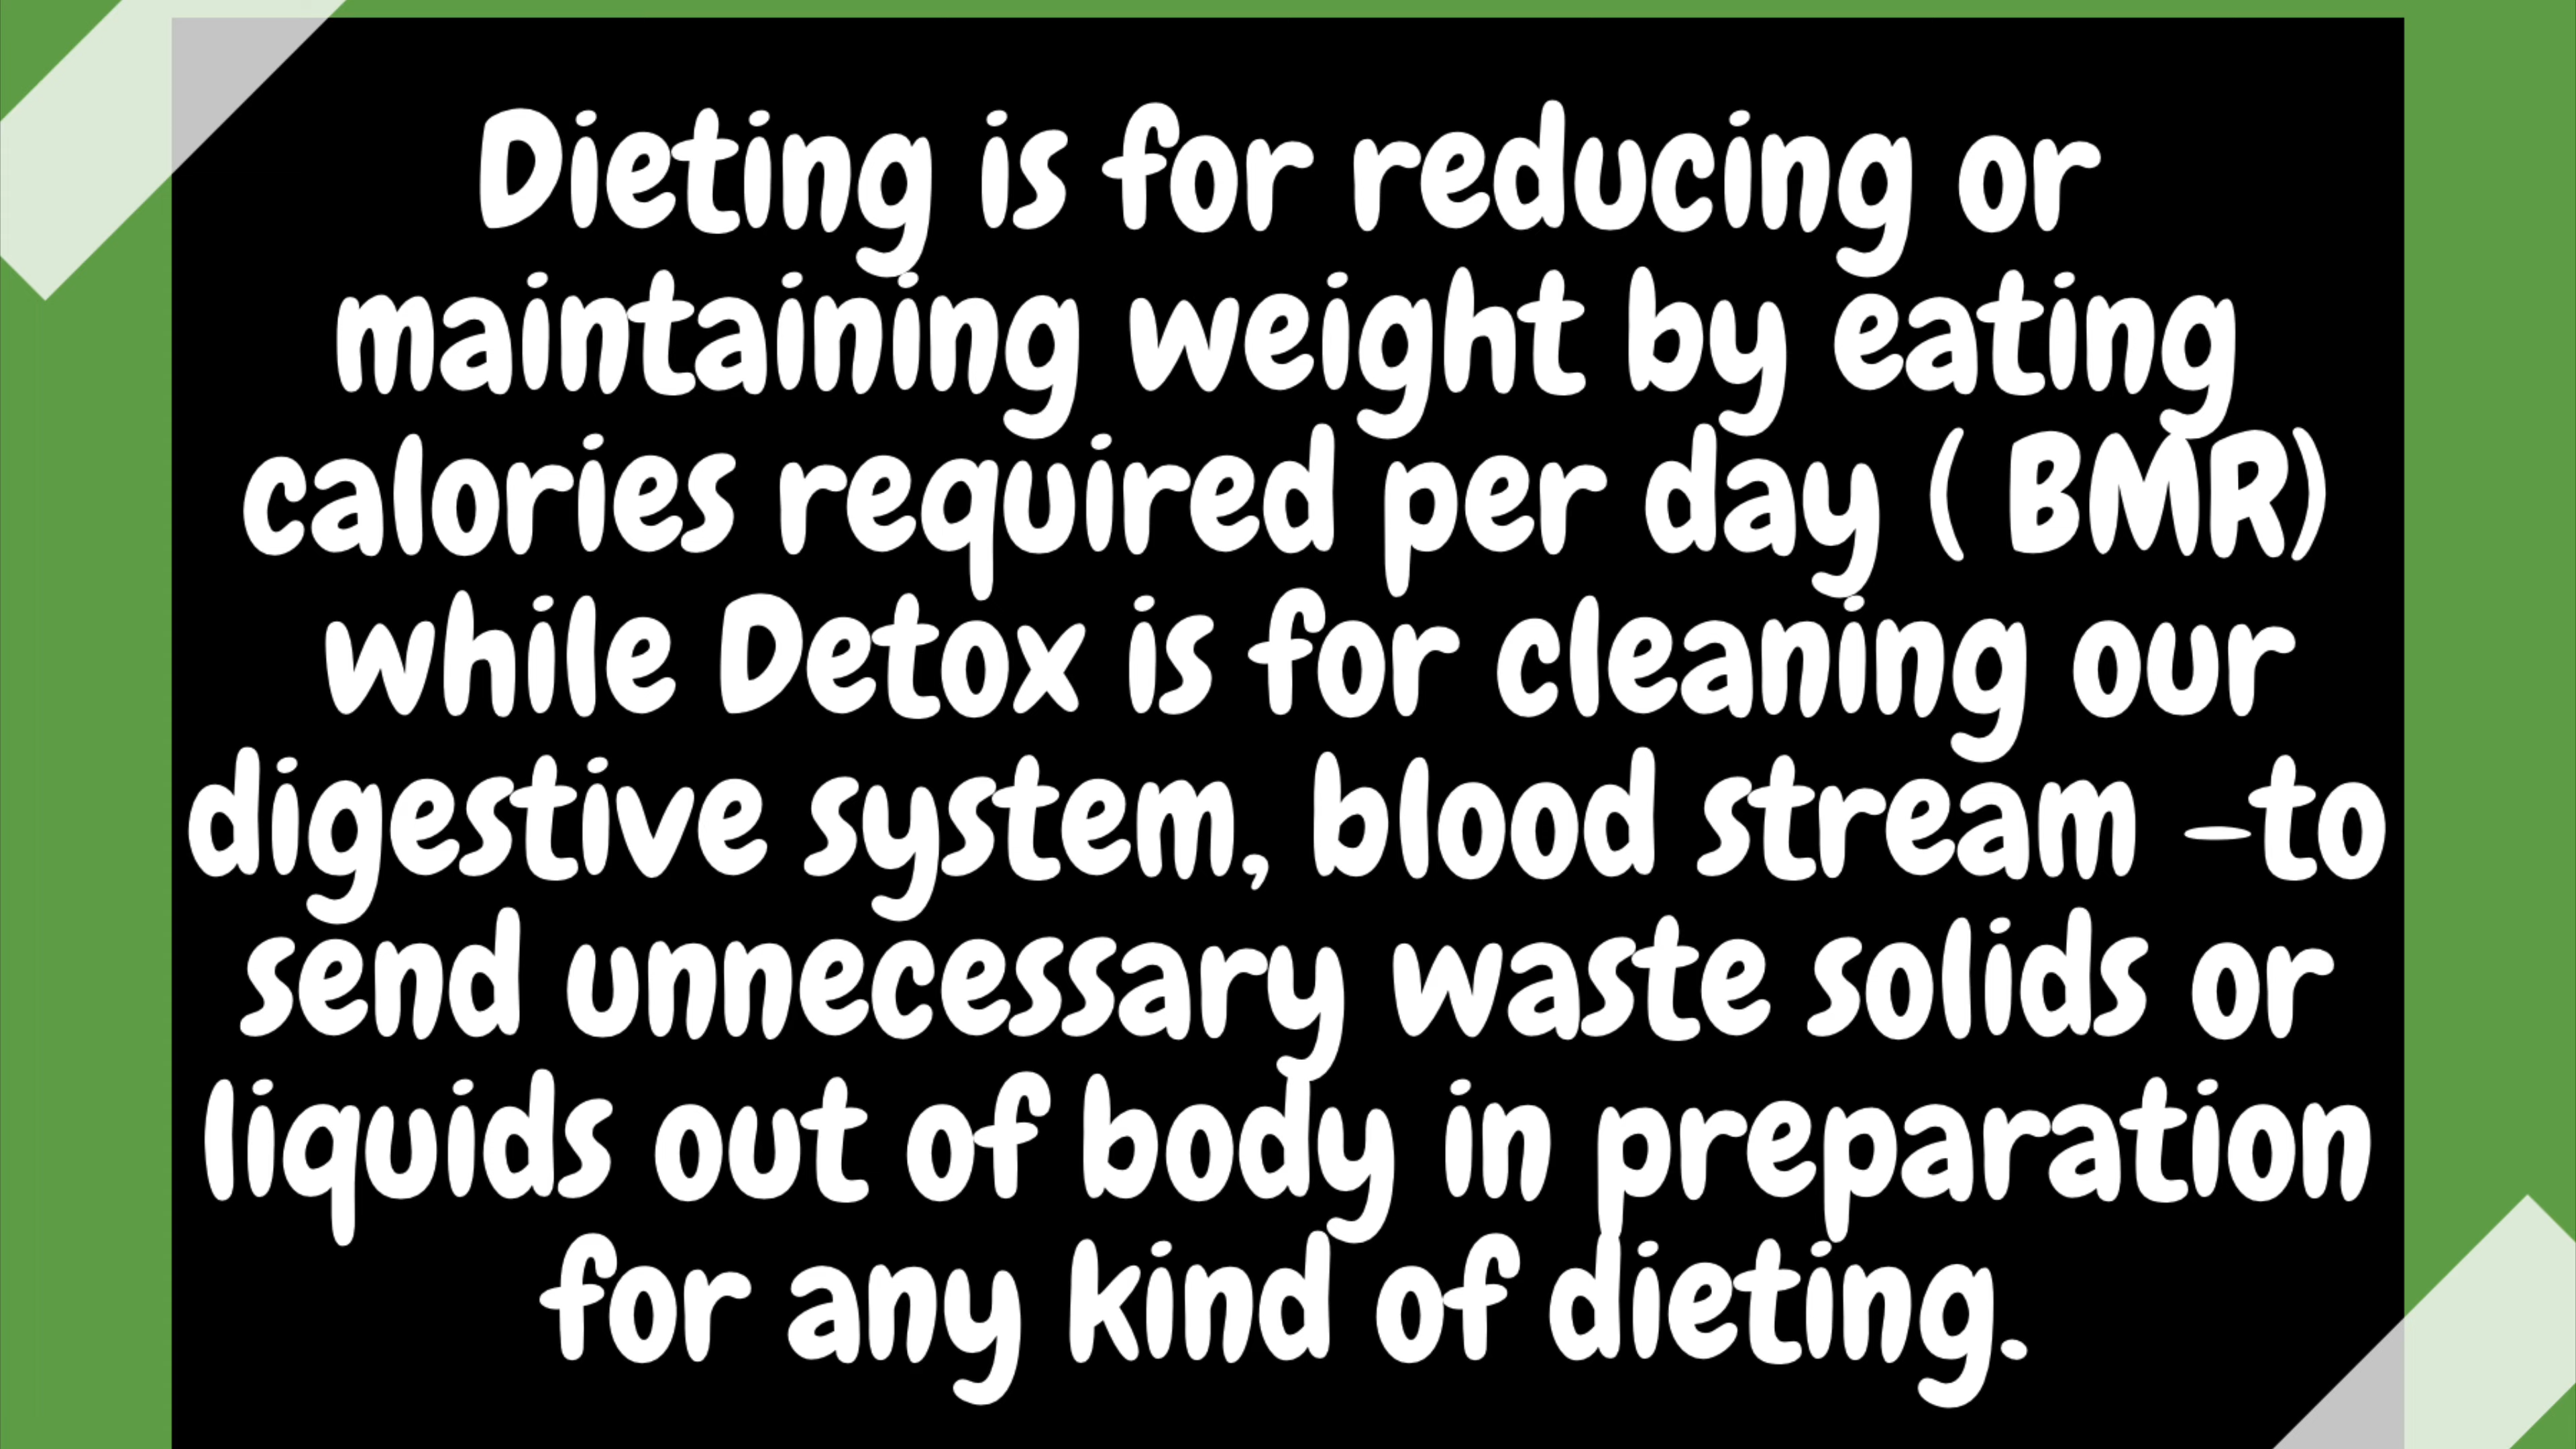 Dieting is for reducing or
maintaining weight by eating
calories required per day ( BMR)
while Detox is for cleaning our
digestive system, blood stream -to
send unnecessary waste solids or
liquids out of body in preparation
for any kind of dieting.